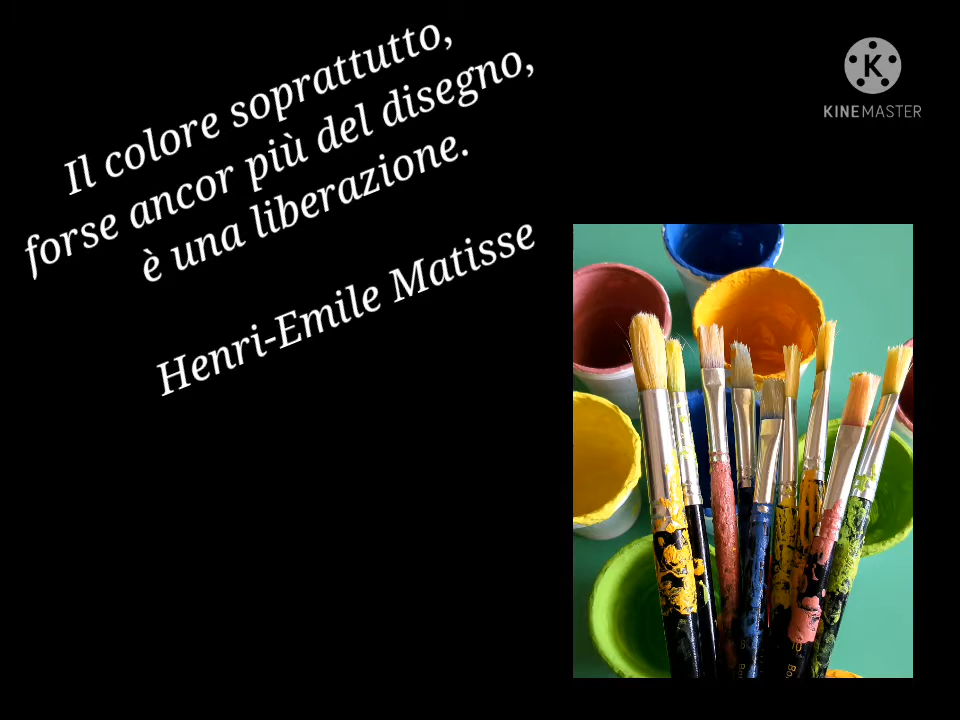 Il colore soprattutto,
forse ancor più del disegno,
è una liberazione.
Henri-Emile Matisse
K
KINEMASTER